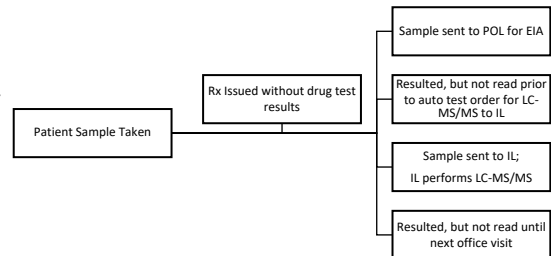 Sample sent to POL for EIA
Rx Issued without drug test
results
Resulted, but not read prior
to auto test order for LC-
MS/MS to IL
Patient Sample Taken
Sample sent to IL;
IL performs LC-MS/MS
Resulted, but not read until
next office visit